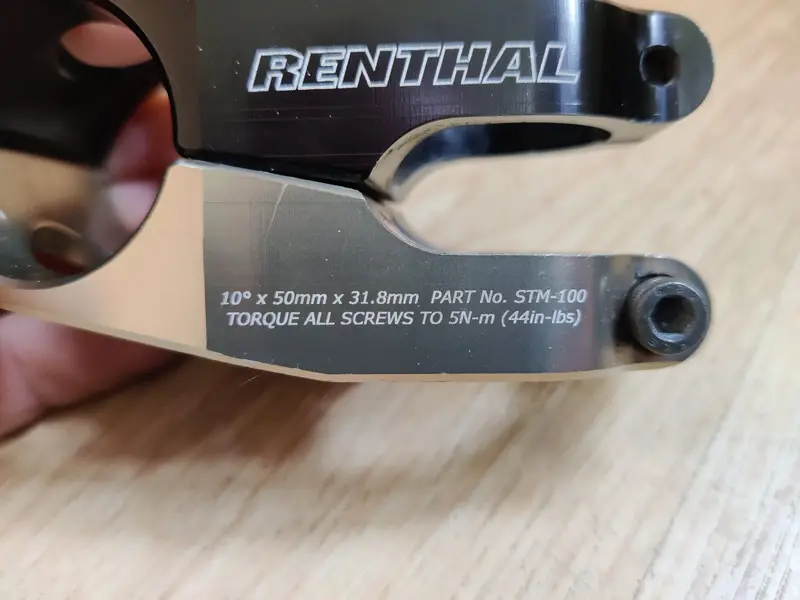 RENTHAL
10° x 50mm x 31.8mm PART No. STM-100
TORQUE ALL SCREWS TO 5N-m (44in-lbs)